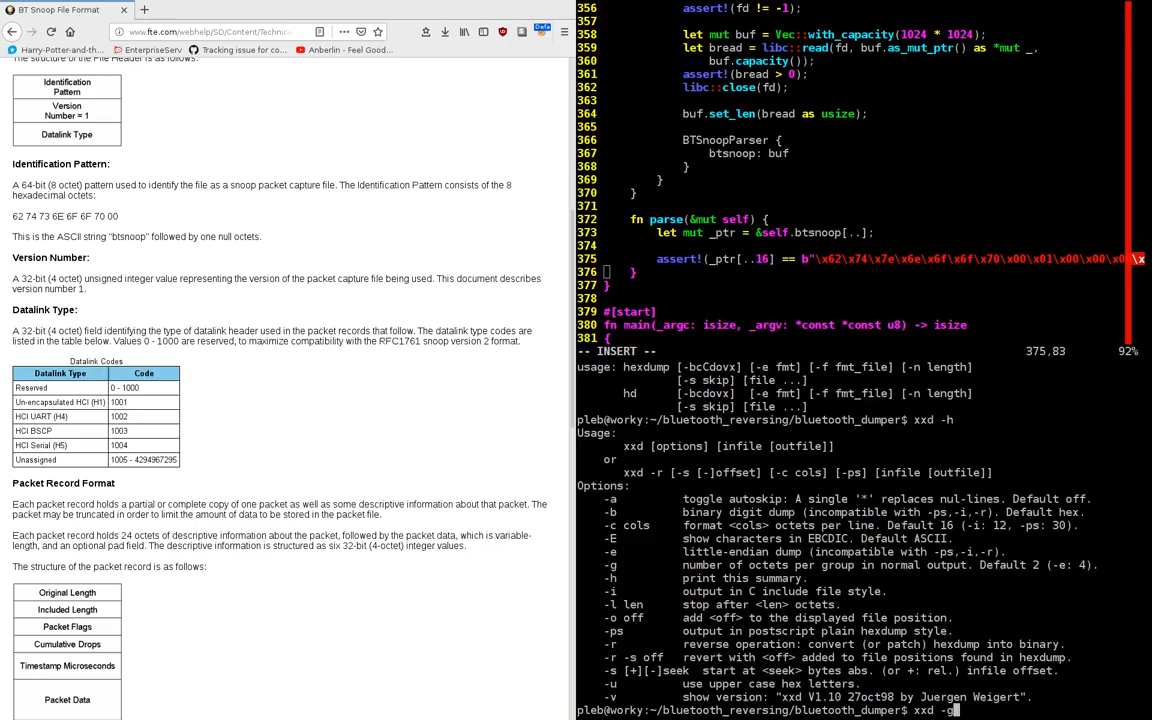 BT Snoop File Format
www.fte.com/webhelp/SD/Content/Technic
Harry-Potter-and-th...
EnterpriseServ
Tracking issue for co...
Anberlin - Feel Good...
The structure of the File Header is as follows:
Identification
Pattern
Version
Number = 1
Datalink Type
Identification Pattern:
A 64-bit (8 octet) pattern used to identify the file as a snoop packet capture file. The Identification Pattern consists of the 8
hexadecimal octets:
62 74 73 6E 6F 6F 70 00
This is the ASCII string "btsnoop" followed by one null octets.
Version Number:
A 32-bit (4 octet) unsigned integer value representing the version of the packet capture file being used. This document describes
version number 1.
Datalink Type:
A 32-bit (4 octet) field identifying the type of datalink header used in the packet records that follow. The datalink type codes are
listed in the table below. Values 0 - 1000 are reserved, to maximize compatibility with the RFC1761 snoop version 2 format.
Datalink Codes
Datalink Type Code
Reserved 0 - 1000
Un-encapsulated HCI (H1) 1001
HCI UART (H4) 1002
HCI BSCP 1003
HCI Serial (H5) 1004
Unassigned 1005 - 4294967295
Packet Record Format
Each packet record holds a partial or complete copy of one packet as well as some descriptive information about that packet. The
packet may be truncated in order to limit the amount of data to be stored in the packet file.
Each packet record holds 24 octets of descriptive information about the packet, followed by the packet data, which is variable-
length, and an optional pad field. The descriptive information is structured as six 32-bit (4-octet) integer values.
The structure of the packet record is as follows:
Original Length
Included Length
Packet Flags
Cumulative Drops
Timestamp Microseconds
Packet Data
356 assert!(fd != -1);
357
358 let mut buf = Vec::with_capacity(1024 * 1024);
359 let bread = libc::read(fd, buf.as_mut_ptr() as *mut _,
360 buf.capacity());
361 assert!(bread > 0);
362 libc::close(fd);
363
364 buf.set_len(bread as usize);
365
366 BTSnoopParser {
367 btsnoop: buf
368 }
369 }
370 }
371
372 fn parse(&mut self) {
373 let mut _ptr = &self.btsnoop[..];
374
375 assert!(_ptr[..16] == b"\x62\x74\x7e\x6e\x6f\x6f\x70\x00\x01\x00\x00\x0 \x
376 }
377 }
378
379 #[start]
380 fn main(_argc: isize, _argv: *const *const u8) -> isize
381 {
-- INSERT -- 375,83 92%
usage: hexdump [-bcCdovx] [-e fmt] [-f fmt_file] [-n length]
[-s skip] [file ...]
hd [-bcdovx] [-e fmt] [-f fmt_file] [-n length]
[-s skip] [file ...]
pleb@worky:~/bluetooth_reversing/bluetooth_dumper$ xxd -h
Usage:
xxd [options] [infile [outfile]]
or
xxd -r [-s [-]offset] [-c cols] [-ps] [infile [outfile]]
Options:
-a toggle autoskip: A single '*' replaces nul-lines. Default off.
-b binary digit dump (incompatible with -ps,-i,-r). Default hex.
-c cols format <cols> octets per line. Default 16 (-i: 12, -ps: 30).
-E show characters in EBCDIC. Default ASCII.
-e little-endian dump (incompatible with -ps,-i,-r).
-g number of octets per group in normal output. Default 2 (-e: 4).
-h print this summary.
-i output in C include file style.
-l len stop after <len> octets.
-o off add <off> to the displayed file position.
-ps output in postscript plain hexdump style.
-r reverse operation: convert (or patch) hexdump into binary.
-r -s off revert with <off> added to file positions found in hexdump.
-s [+][-]seek start at <seek> bytes abs. (or +: rel.) infile offset.
-u use upper case hex letters.
-v show version: "xxd V1.10 27oct98 by Juergen Weigert".
pleb@worky:~/bluetooth_reversing/bluetooth_dumper$ xxd -g